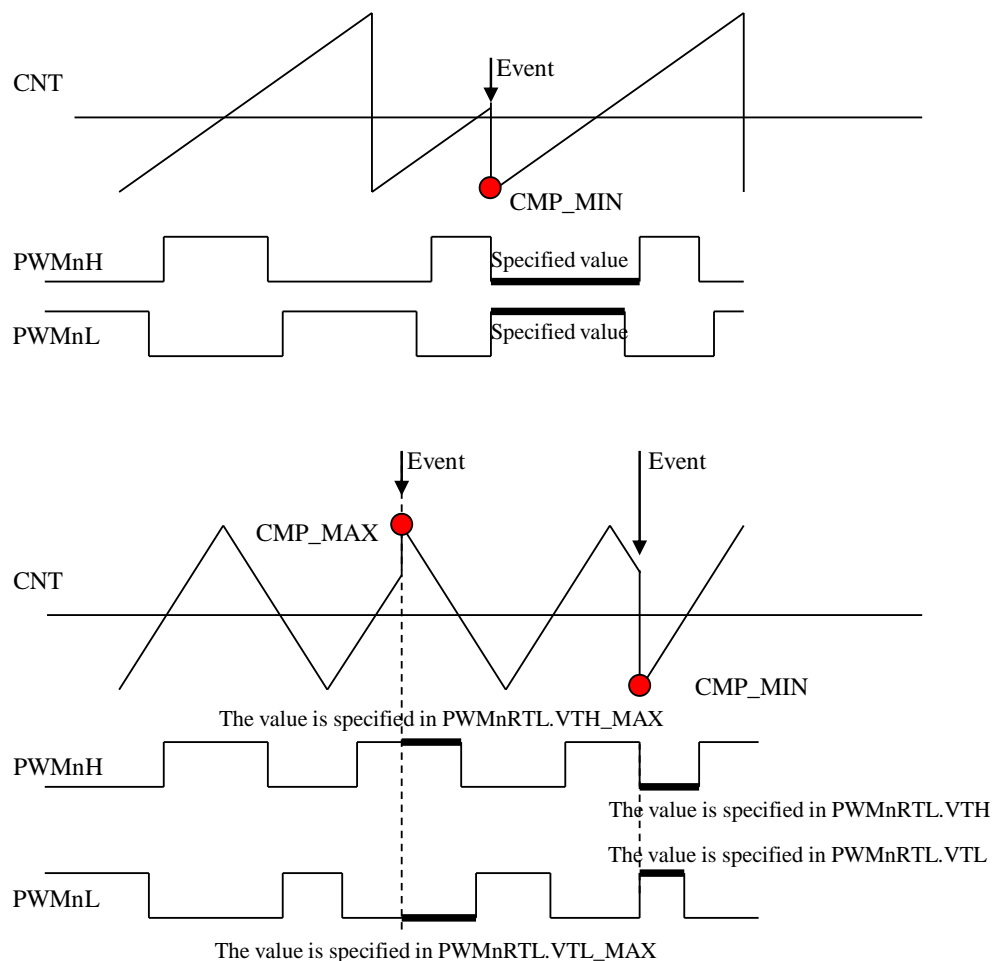 Event
CNT
CMP_MIN
PWMnH
Specified value
PWMnL
Specified value
Event
Event
CMP_MAX
CNT
CMP_MIN
The value is specified in PWMnRTL.VTH_MAX
PWMnH
The value is specified in PWMnRTL.VTH
The value is specified in PWMnRTL.VTL
PWMnL
The value is specified in PWMnRTL.VTL_MAX